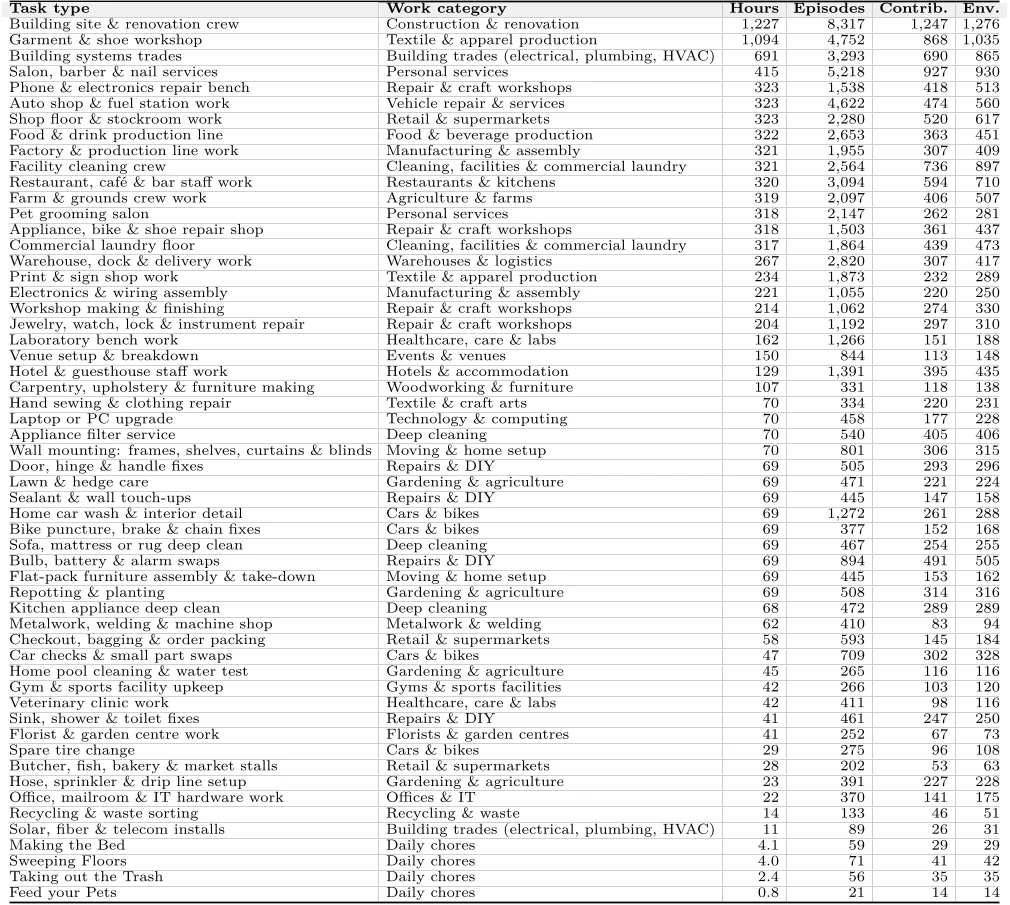 Task type Work category Hours Episodes Contrib. Env.
Building site & renovation crew Construction & renovation 1,227 8,317 1,247 1,276
Garment & shoe workshop Textile & apparel production 1,094 4,752 868 1,035
Building systems trades Building trades (electrical, plumbing, HVAC) 691 3,293 690 865
Salon, barber & nail services Personal services 415 5,218 927 930
Phone & electronics repair bench Repair & craft workshops 323 1,538 418 513
Auto shop & fuel station work Vehicle repair & services 323 4,622 474 560
Shop floor & stockroom work Retail & supermarkets 323 2,280 520 617
Food & drink production line Food & beverage production 322 2,653 363 451
Factory & production line work Manufacturing & assembly 321 1,955 307 409
Facility cleaning crew Cleaning, facilities & commercial laundry 321 2,564 736 897
Restaurant, café & bar staff work Restaurants & kitchens 320 3,094 594 710
Farm & grounds crew work Agriculture & farms 319 2,097 406 507
Pet grooming salon Personal services 318 2,147 262 281
Appliance, bike & shoe repair shop Repair & craft workshops 318 1,503 361 437
Commercial laundry floor Cleaning, facilities & commercial laundry 317 1,864 439 473
Warehouse, dock & delivery work Warehouses & logistics 267 2,820 307 417
Print & sign shop work Textile & apparel production 234 1,873 232 289
Electronics & wiring assembly Manufacturing & assembly 221 1,055 220 250
Workshop making & finishing Repair & craft workshops 214 1,062 274 330
Jewelry, watch, lock & instrument repair Repair & craft workshops 204 1,192 297 310
Laboratory bench work Healthcare, care & labs 162 1,266 151 188
Venue setup & breakdown Events & venues 150 844 113 148
Hotel & guesthouse staff work Hotels & accommodation 129 1,391 395 435
Carpentry, upholstery & furniture making Woodworking & furniture 107 331 118 138
Hand sewing & clothing repair Textile & craft arts 70 334 220 231
Laptop or PC upgrade Technology & computing 70 458 177 228
Appliance filter service Deep cleaning 70 540 405 406
Wall mounting: frames, shelves, curtains & blinds Moving & home setup 70 801 306 315
Door, hinge & handle fixes Repairs & DIY 69 505 293 296
Lawn & hedge care Gardening & agriculture 69 471 221 224
Sealant & wall touch-ups Repairs & DIY 69 445 147 158
Home car wash & interior detail Cars & bikes 69 1,272 261 288
Bike puncture, brake & chain fixes Cars & bikes 69 377 152 168
Sofa, mattress or rug deep clean Deep cleaning 69 467 254 255
Bulb, battery & alarm swaps Repairs & DIY 69 894 491 505
Flat-pack furniture assembly & take-down Moving & home setup 69 445 153 162
Repotting & planting Gardening & agriculture 69 508 314 316
Kitchen appliance deep clean Deep cleaning 68 472 289 289
Metalwork, welding & machine shop Metalwork & welding 62 410 83 94
Checkout, bagging & order packing Retail & supermarkets 58 593 145 184
Car checks & small part swaps Cars & bikes 47 709 302 328
Home pool cleaning & water test Gardening & agriculture 45 265 116 116
Gym & sports facility upkeep Gyms & sports facilities 42 266 103 120
Veterinary clinic work Healthcare, care & labs 42 411 98 116
Sink, shower & toilet fixes Repairs & DIY 41 461 247 250
Florist & garden centre work Florists & garden centres 41 252 67 73
Spare tire change Cars & bikes 29 275 96 108
Butcher, fish, bakery & market stalls Retail & supermarkets 28 202 53 63
Hose, sprinkler & drip line setup Gardening & agriculture 23 391 227 228
Office, mailroom & IT hardware work Offices & IT 22 370 141 175
Recycling & waste sorting Recycling & waste 14 133 46 51
Solar, fiber & telecom installs Building trades (electrical, plumbing, HVAC) 11 89 26 31
Making the Bed Daily chores 4.1 59 29 29
Sweeping Floors Daily chores 4.0 71 41 42
Taking out the Trash Daily chores 2.4 56 35 35
Feed your Pets Daily chores 0.8 21 14 14